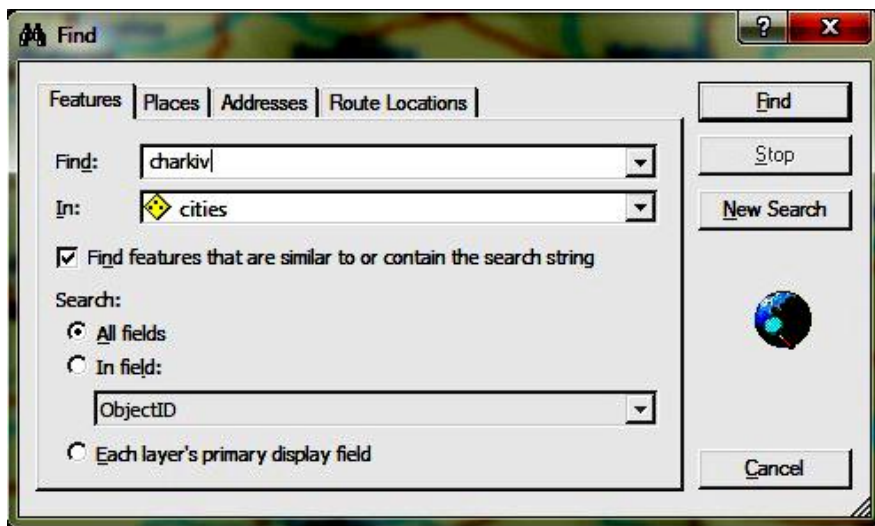 Find
?
X
Features Places Addresses Route Locations
Find: charkiv
In: cities
Find features that are similar to or contain the search string
Search:
All fields
In field:
ObjectID
Each layer's primary display field
Find
Stop
New Search
Cancel